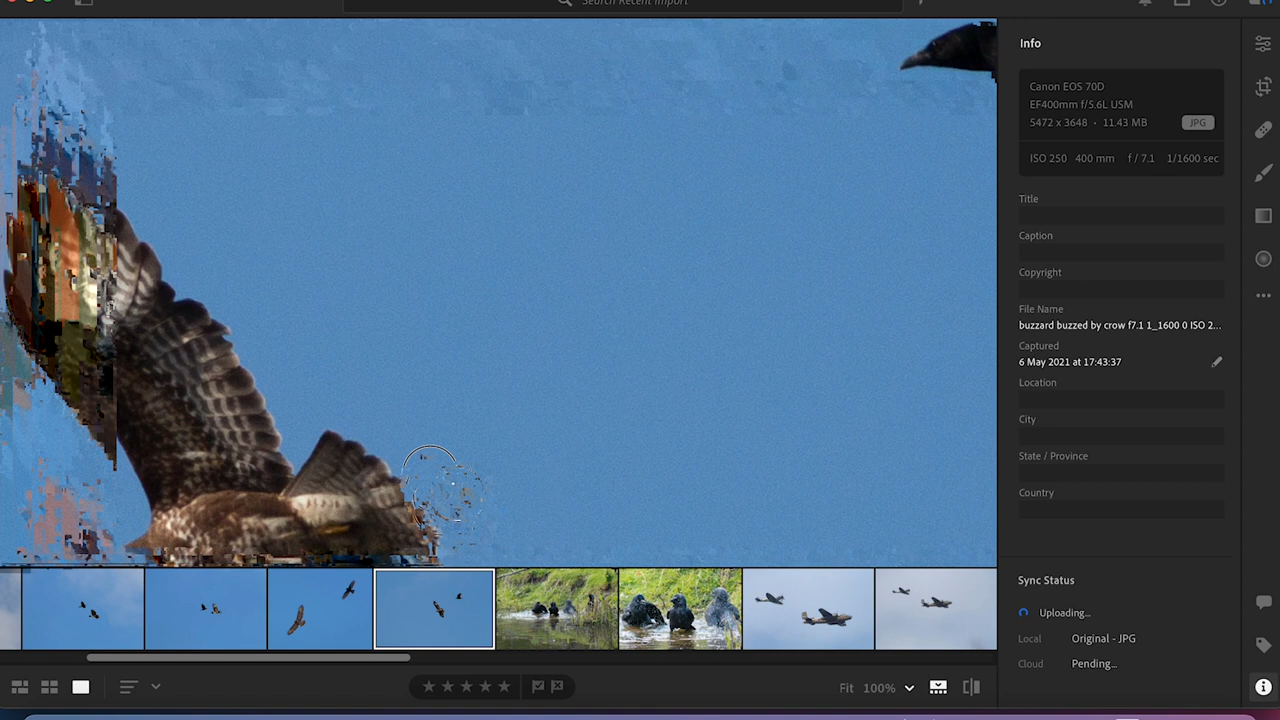 Search Recent Import
Info
Canon EOS 70D
EF400mm f/5.6L USM
5472 x 3648 • 11.43 MB
JPG
ISO 250 400 mm f / 7.1 1/1600 sec
Title
Caption
Copyright
File Name
buzzard buzzed by crow f7.1 1_1600 0 ISO 2...
Captured
6 May 2021 at 17:43:37
Location
City
State / Province
Country
Sync Status
Uploading...
Local Original - JPG
Cloud Pending...
Fit 100%